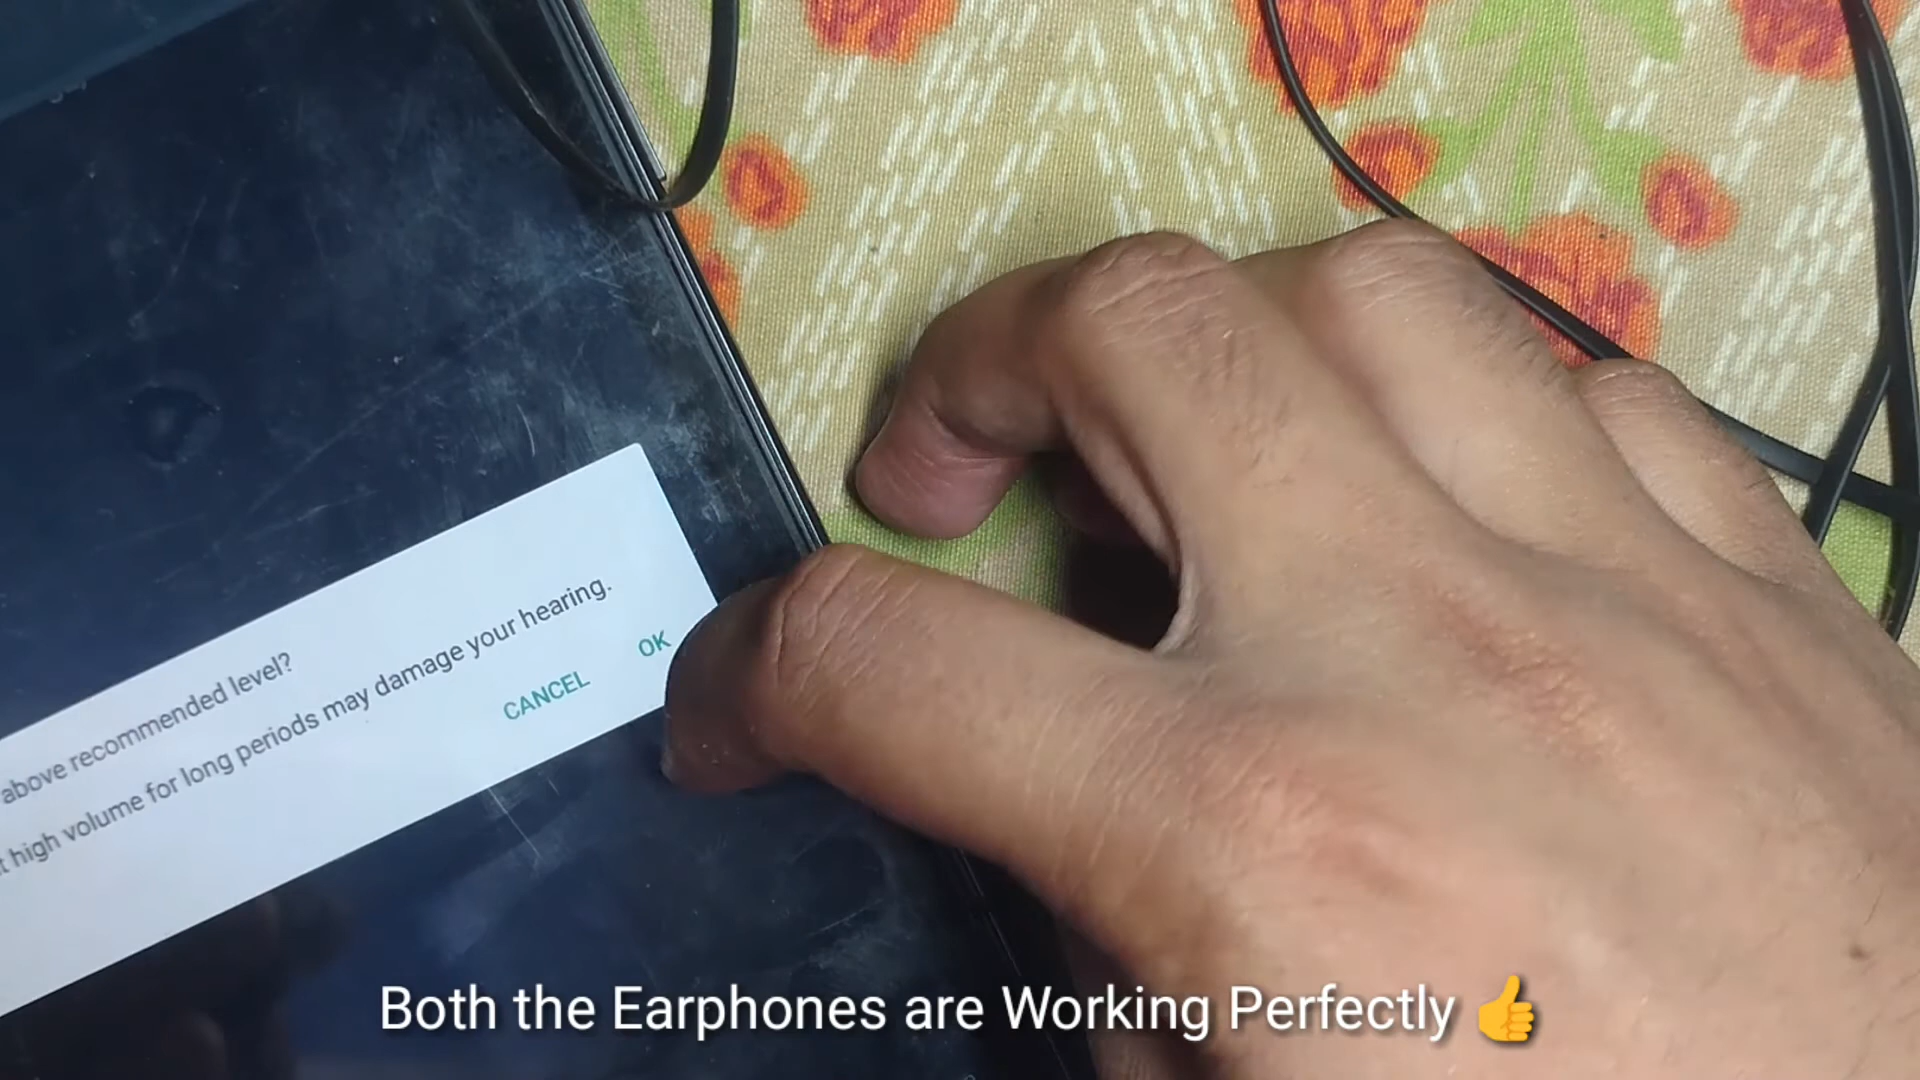 above recommended level?
high volume for long periods may damage your hearing.
CANCEL OK
Both the Earphones are Working Perfectly 👍